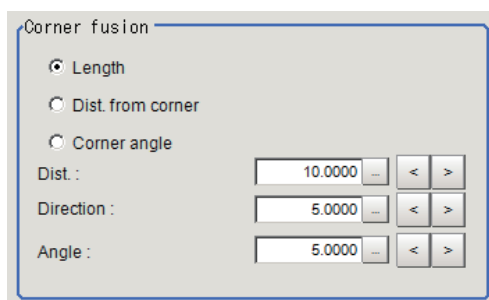 Corner fusion
Length
Dist. from corner
Corner angle
Dist. : 10.0000 ... < >
Direction : 5.0000 ... < >
Angle : 5.0000 ... < >